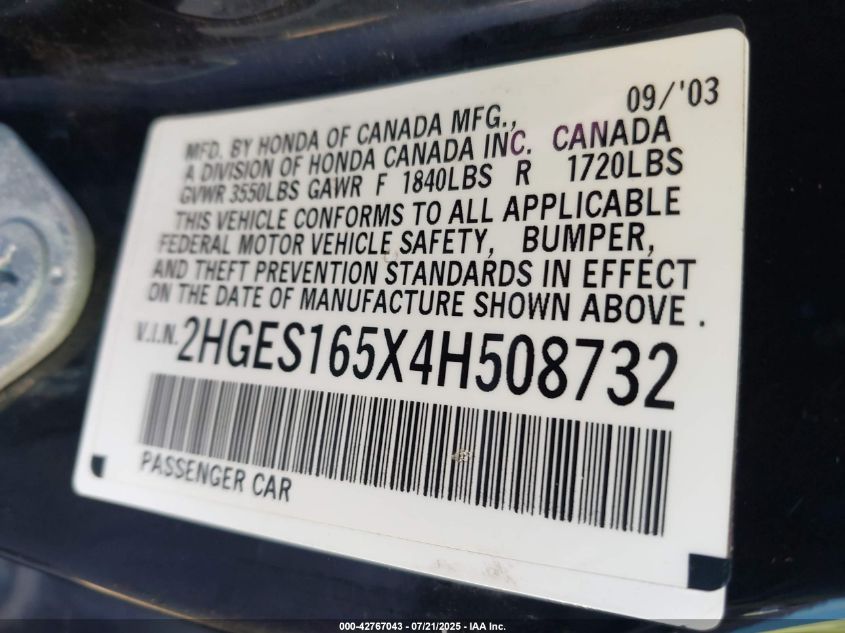 09/'03
MFD. BY HONDA OF CANADA MFG.,
A DIVISION OF HONDA CANADA INC. CANADA
GVWR 3550LBS GAWR F 1840LBS R 1720LBS
THIS VEHICLE CONFORMS TO ALL APPLICABLE
FEDERAL MOTOR VEHICLE SAFETY, BUMPER,
AND THEFT PREVENTION STANDARDS IN EFFECT
ON THE DATE OF MANUFACTURE SHOWN ABOVE .
V.I.N. 2HGES165X4H508732
PASSENGER CAR
000-42767043 / 07/21/2025 - IAA Inc.